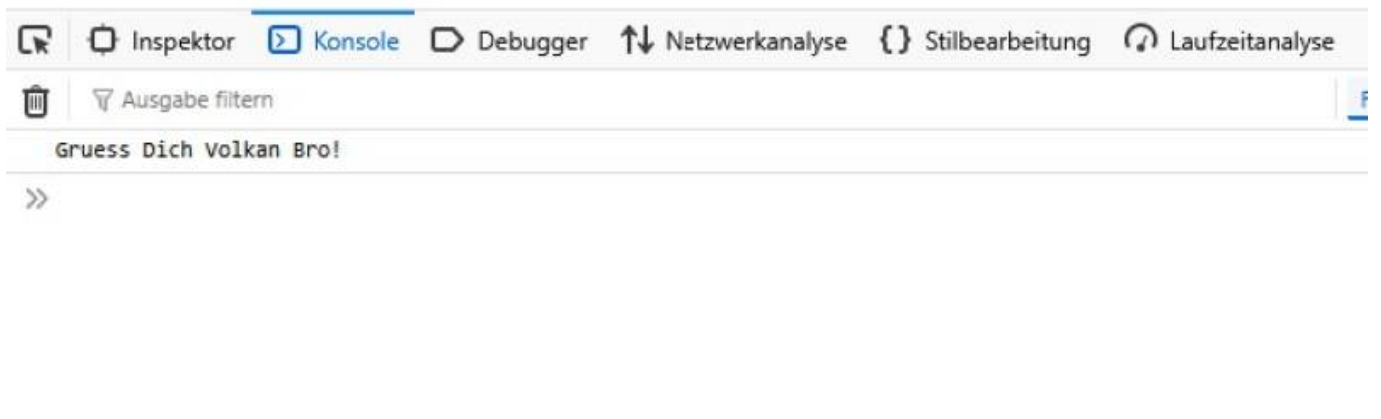 Inspektor Konsole Debugger Netzwerkanalyse {} Stilbearbeitung Laufzeitanalyse
Ausgabe filtern
Gruess Dich Volkan Bro!
»